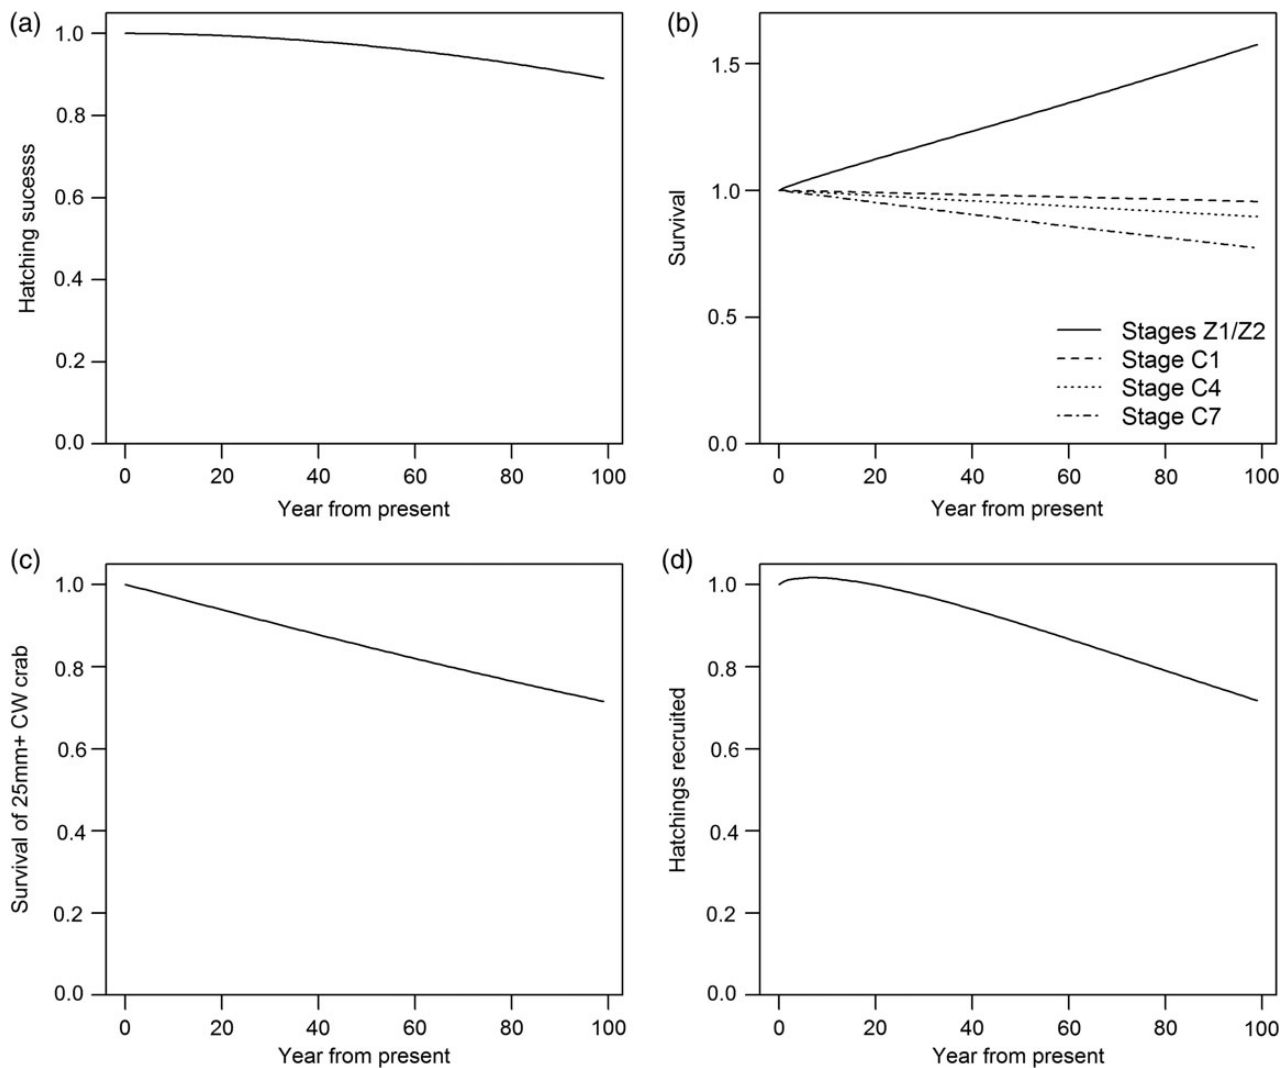 (a)
1.0
0.8
0.6
0.4
0.2
0.0
Hatching sucesss
0 20 40 60 80 100
Year from present
(b)
1.5
1.0
0.5
0.0
Survival
Stages Z1/Z2
Stage C1
Stage C4
Stage C7
0 20 40 60 80 100
Year from present
(c)
1.0
0.8
0.6
0.4
0.2
0.0
Survival of 25mm+ CW crab
0 20 40 60 80 100
Year from present
(d)
1.0
0.8
0.6
0.4
0.2
0.0
Hatchings recruited
0 20 40 60 80 100
Year from present